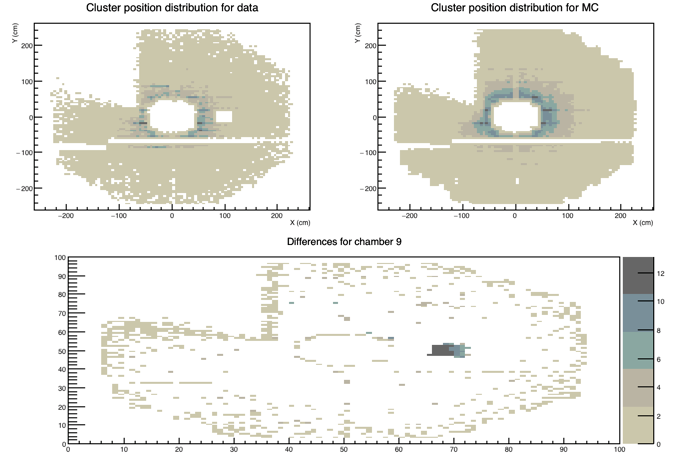 Cluster position distribution for data
Y (cm)
200
100
0
−100
−200
−200 −100 0 100 200
X (cm)
Cluster position distribution for MC
Y (cm)
200
100
0
−100
−200
−200 −100 0 100 200
X (cm)
Differences for chamber 9
100
90
80
70
60
50
40
30
20
10
0
0 10 20 30 40 50 60 70 80 90 100
12
10
8
6
4
2
0